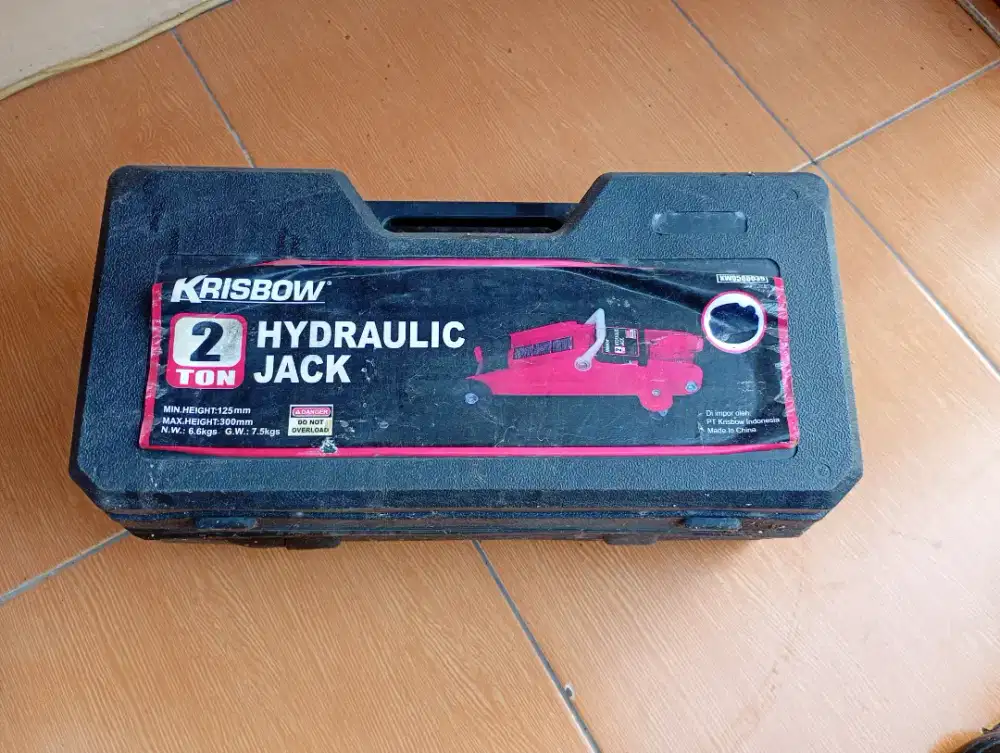 KRISBOW®
2
TON
HYDRAULIC
JACK
MIN.HEIGHT:125mm
MAX.HEIGHT:300mm
N.W.: 6.6kgs G.W.: 7.5kgs
DANGER
DO NOT
OVERLOAD
Di impor oleh:
PT Krisbow Indonesia
Made in China